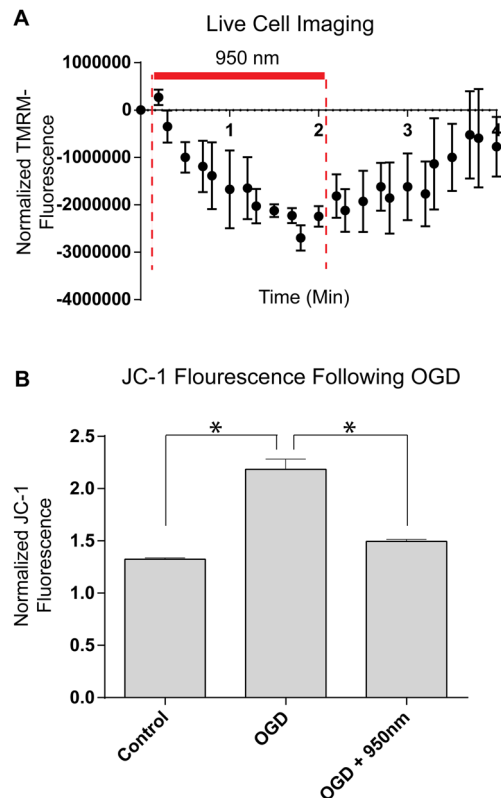 A
Live Cell Imaging
950 nm
Normalized TMRM-
Fluorescence
1000000
0
-1000000
-2000000
-3000000
-4000000
1 2 3 4
Time (Min)
B
JC-1 Flourescence Following OGD
* *
Normalized JC-1
Fluorescence
2.5
2.0
1.5
1.0
0.5
0.0
Control
OGD
OGD + 950nm